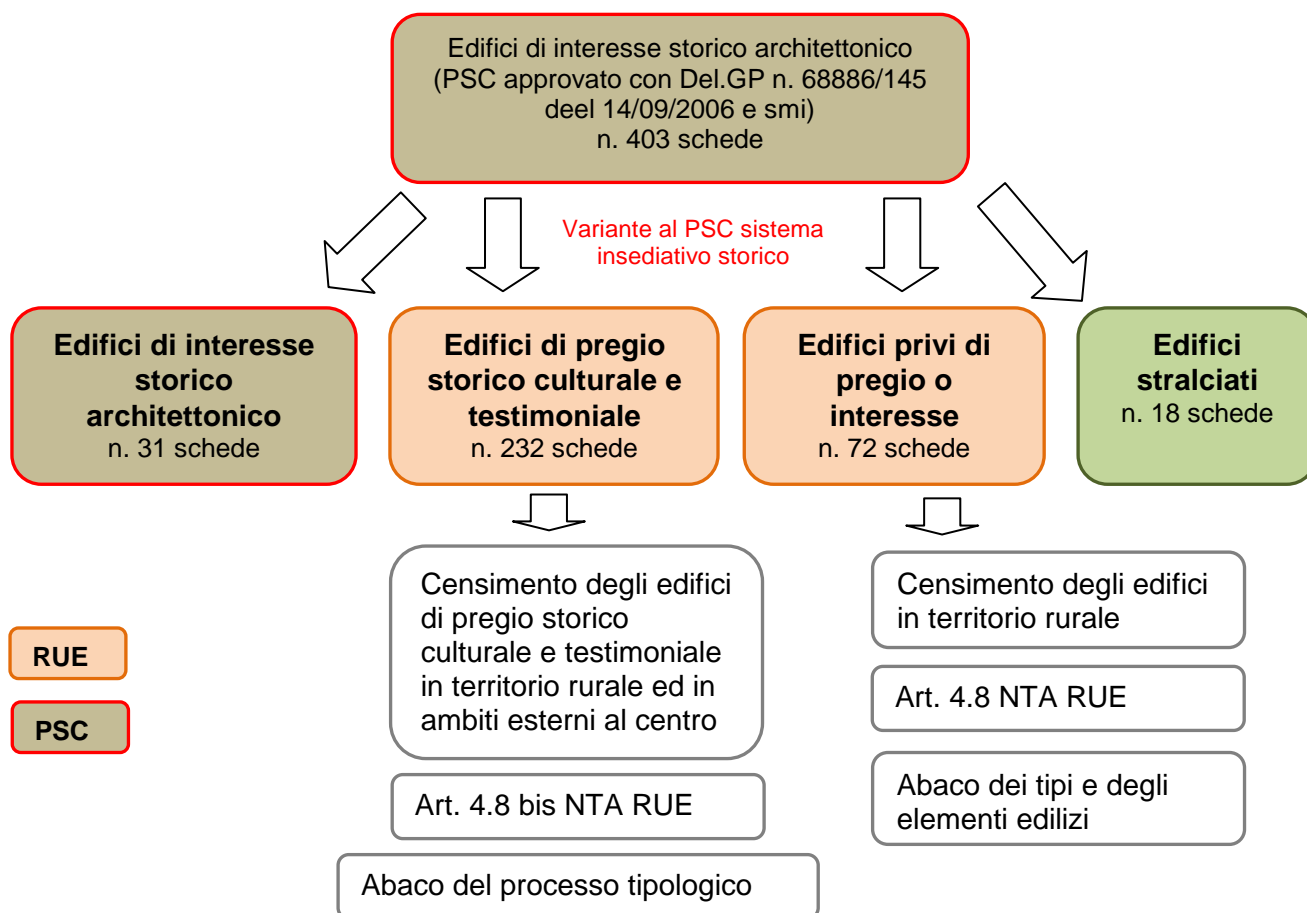 Edifici di interesse storico architettonico
(PSC approvato con Del.GP n. 68886/145
deel 14/09/2006 e smi)
n. 403 schede
Variante al PSC sistema
insediativo storico
Edifici di interesse
storico
architettonico
n. 31 schede
Edifici di pregio
storico culturale e
testimoniale
n. 232 schede
Edifici privi di
pregio o
interesse
n. 72 schede
Edifici
stralciati
n. 18 schede
Censimento degli edifici
di pregio storico
culturale e testimoniale
in territorio rurale ed in
ambiti esterni al centro
Art. 4.8 bis NTA RUE
Abaco del processo tipologico
Censimento degli edifici
in territorio rurale
Art. 4.8 NTA RUE
Abaco dei tipi e degli
elementi edilizi
RUE
PSC